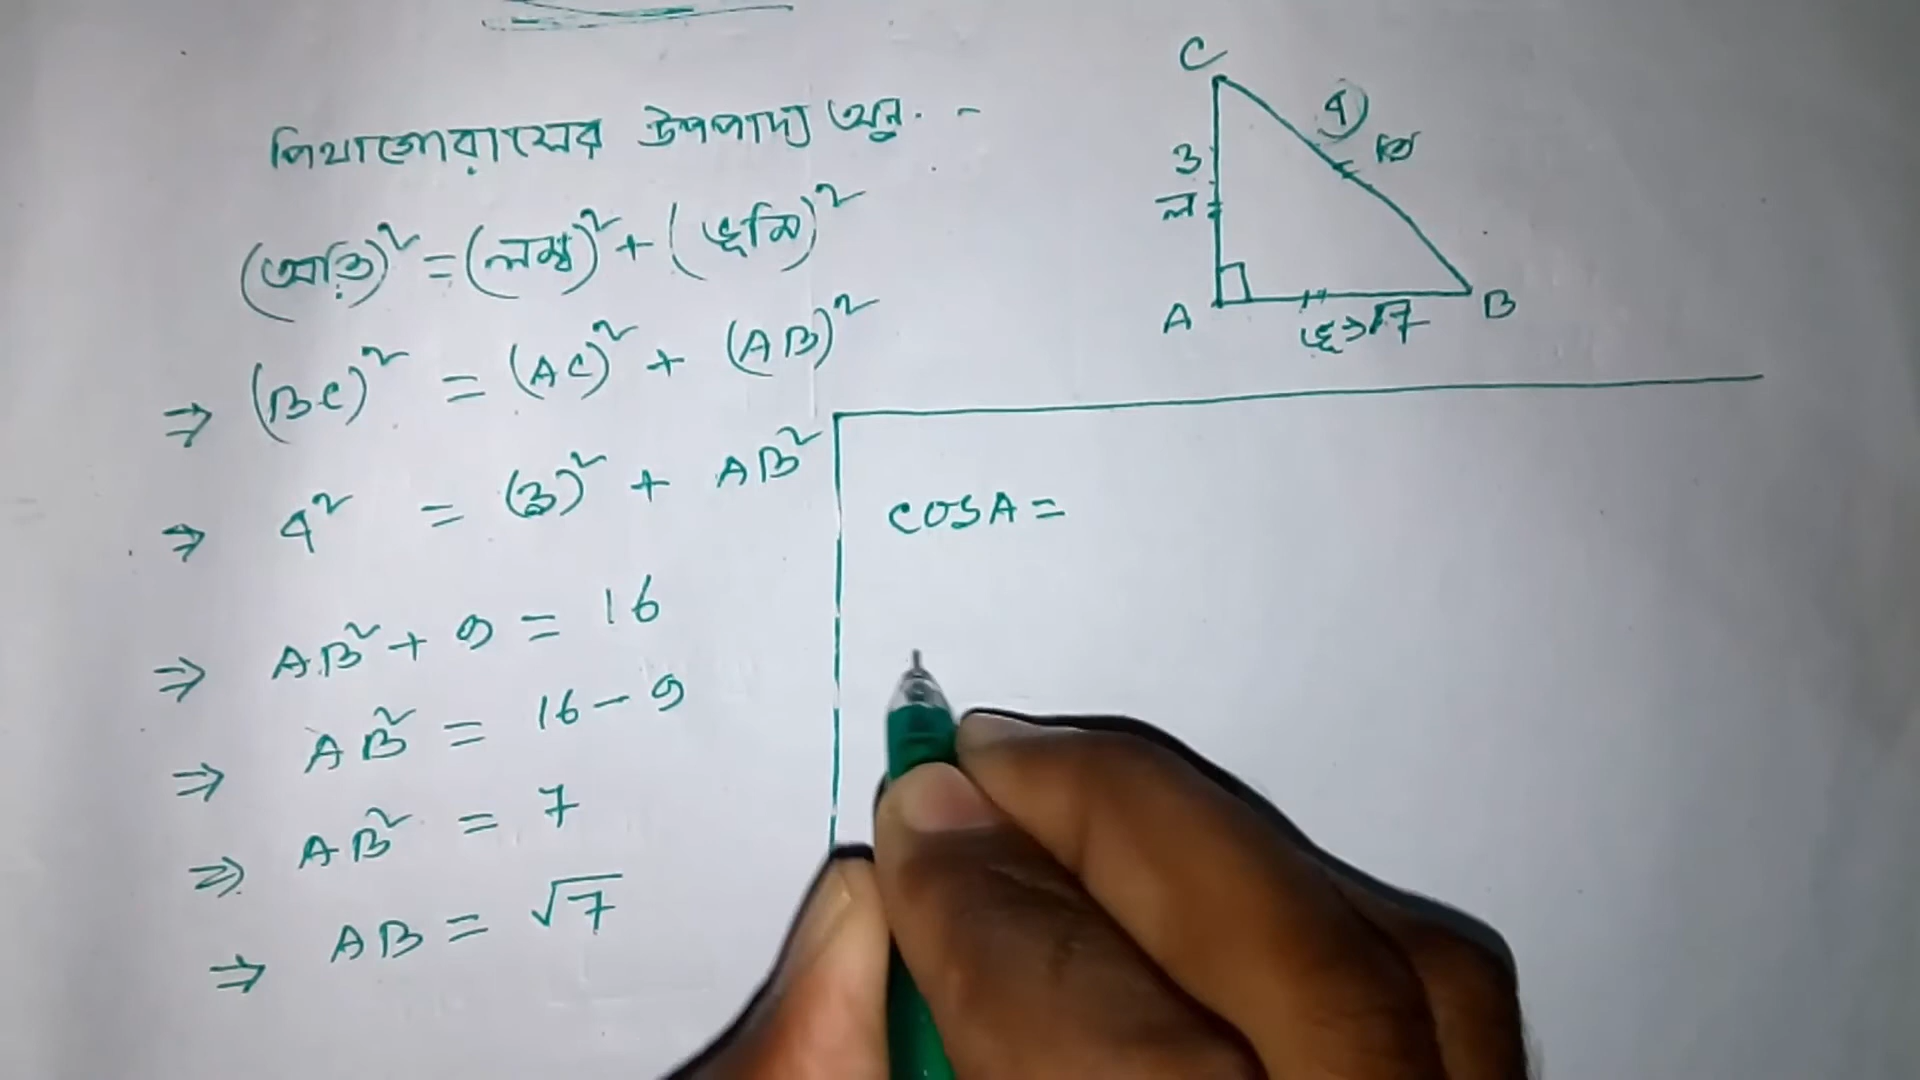 পিথাগোরাসের উপপাদ্য অনু. -
(অতি)² = (লম্ব)² + (ভূমি)²
⇒ (BC)² = (AC)² + (AB)²
⇒ 4² = (3)² + AB²
⇒ AB² + 9 = 16
⇒ AB² = 16 - 9
⇒ AB² = 7
⇒ AB = √7
C
4
3
ল
A
B
ভূ→√7
cosA =